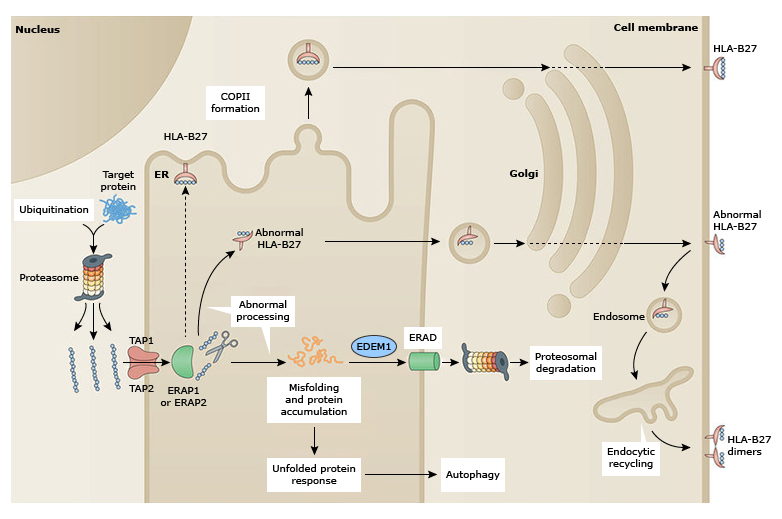 Nucleus
Cell membrane
HLA-B27
COPII
formation
HLA-B27
ER
Target
protein
Golgi
Ubiquitination
Abnormal
HLA-B27
Abnormal
HLA-B27
Proteasome
Abnormal
processing
Endosome
TAP1
EDEM1
ERAD
Proteosomal
degradation
TAP2
ERAP1
or ERAP2
Misfolding
and protein
accumulation
HLA-B27
dimers
Endocytic
recycling
Unfolded protein
response
Autophagy